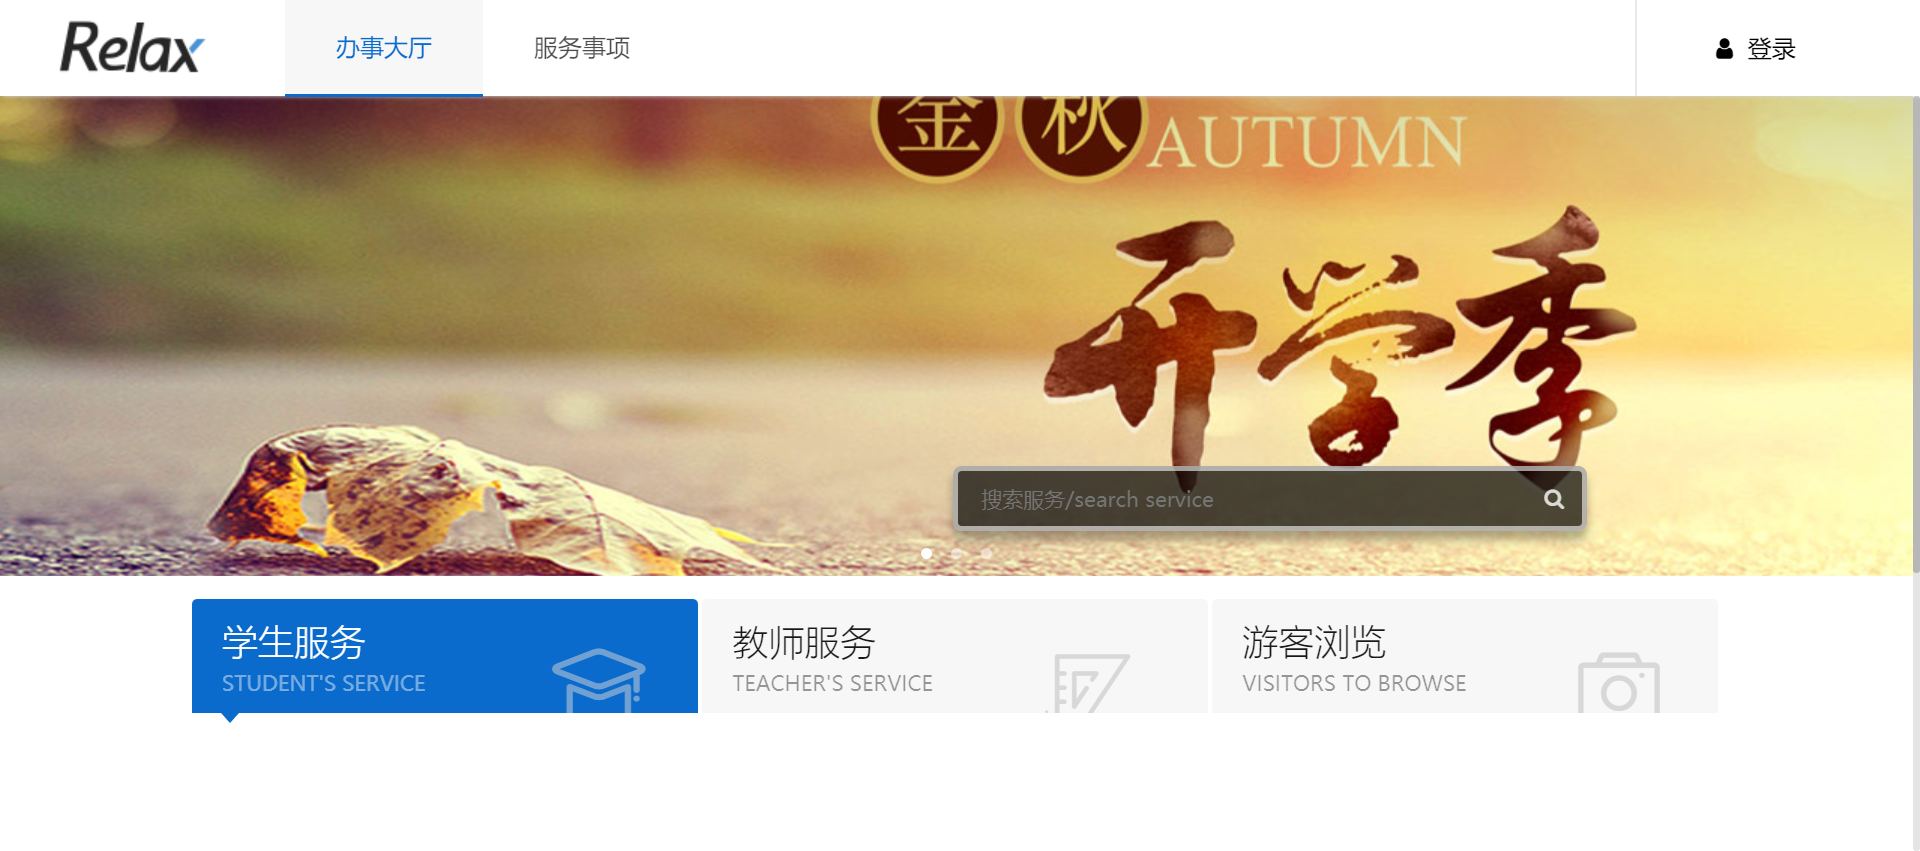 Relax
办事大厅
服务事项
登录
金秋 AUTUMN
开学季
搜索服务/search service
学生服务
STUDENT'S SERVICE
教师服务
TEACHER'S SERVICE
游客浏览
VISITORS TO BROWSE